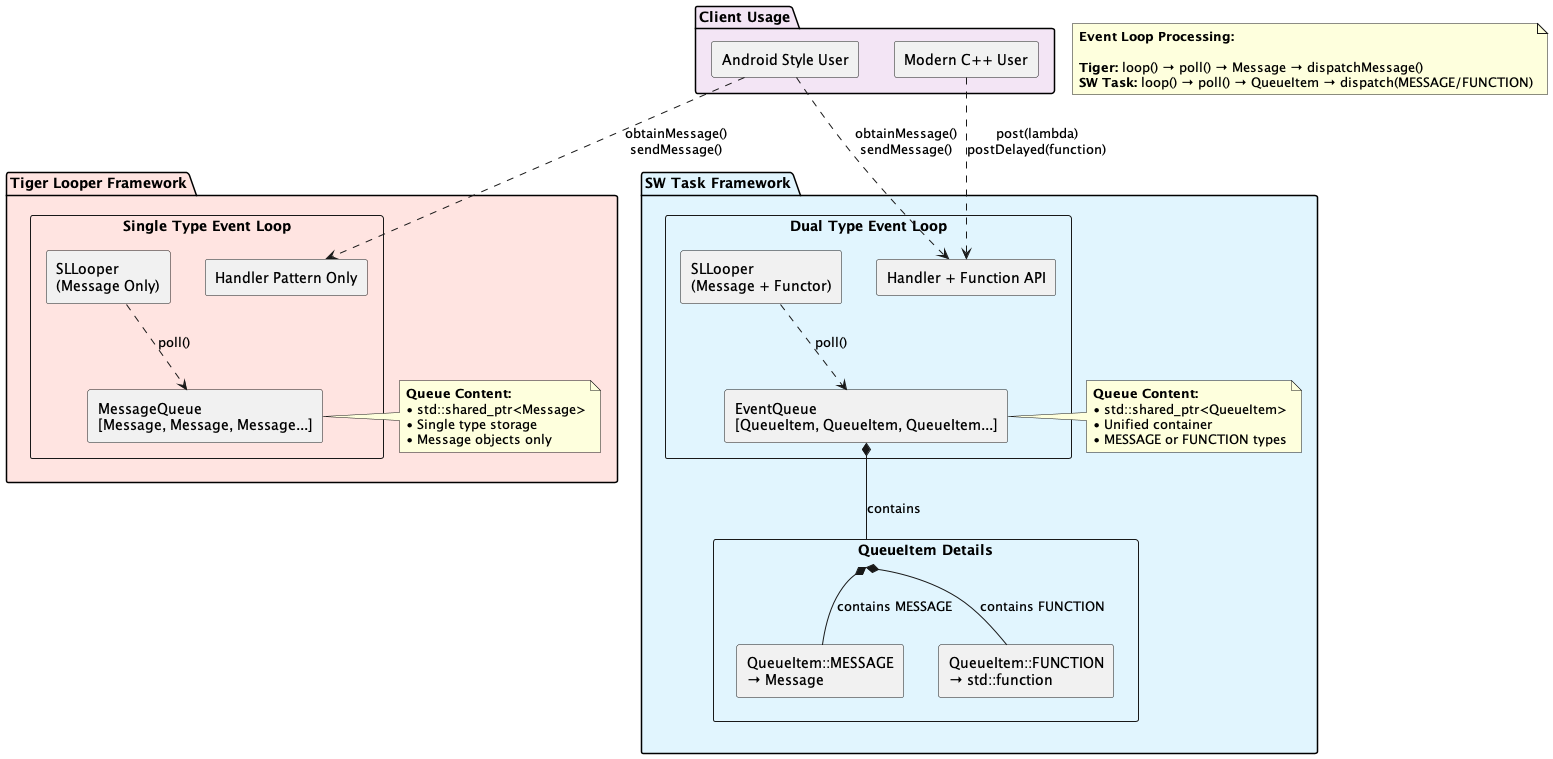 Client Usage
Android Style User
Modern C++ User
Event Loop Processing:
Tiger: loop() → poll() → Message → dispatchMessage()
SW Task: loop() → poll() → QueueItem → dispatch(MESSAGE/FUNCTION)
obtainMessage()
sendMessage()
obtainMessage()
sendMessage()
post(lambda)
postDelayed(function)
Tiger Looper Framework
Single Type Event Loop
SLLooper
(Message Only)
Handler Pattern Only
poll()
MessageQueue
[Message, Message, Message...]
Queue Content:
• std::shared_ptr<Message>
• Single type storage
• Message objects only
SW Task Framework
Dual Type Event Loop
SLLooper
(Message + Functor)
Handler + Function API
poll()
EventQueue
[QueueItem, QueueItem, QueueItem...]
Queue Content:
• std::shared_ptr<QueueItem>
• Unified container
• MESSAGE or FUNCTION types
contains
QueueItem Details
contains MESSAGE
contains FUNCTION
QueueItem::MESSAGE
→ Message
QueueItem::FUNCTION
→ std::function